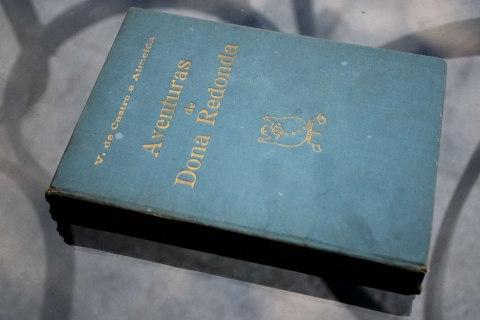 V. de Castro e Almeida
Aventuras
de
Dona Redonda